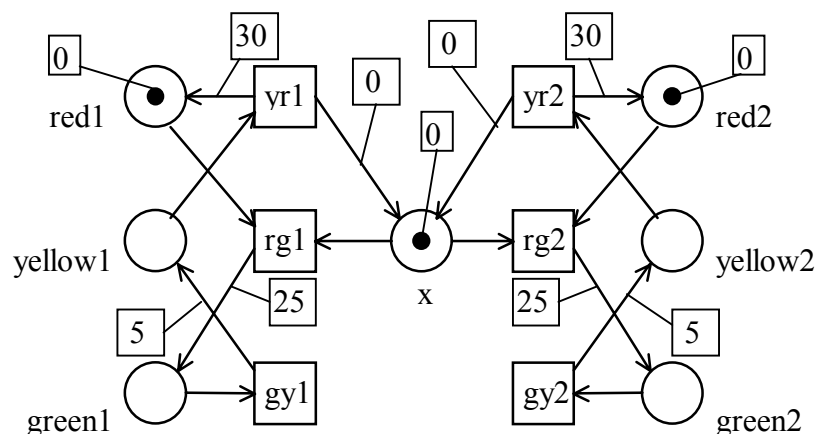 0 30 0 0 30 0
yr1 yr2
red1 0 red2
rg1 rg2
yellow1 x yellow2
5 25 25 5
gy1 gy2
green1 green2